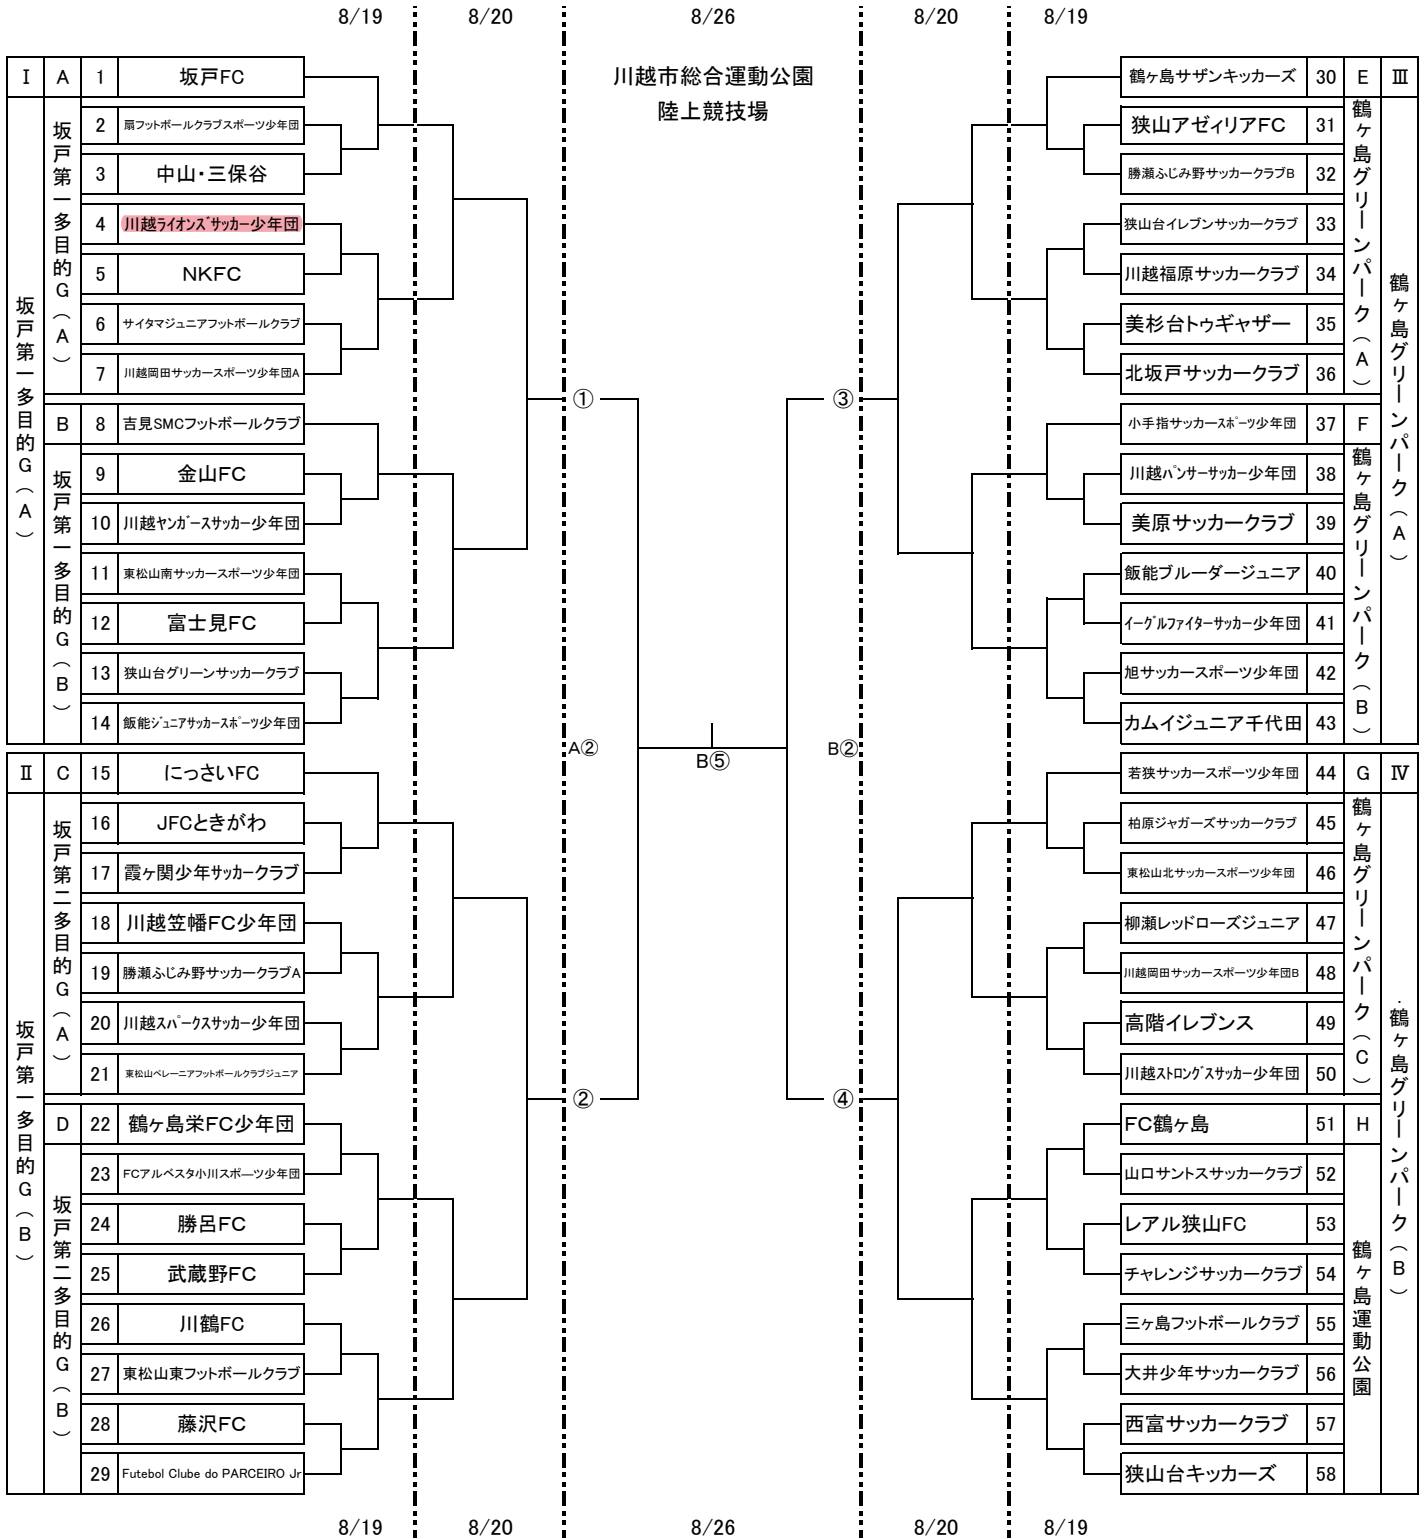 8/19 8/20 8/26 8/20 8/19
川越市総合運動公園
陸上競技場
Ⅰ A 1 坂戸FC
2 扇フットボールクラブスポーツ少年団
3 中山・三保谷
4 川越ライオンズサッカー少年団
5 NKFC
6 サイタマジュニアフットボールクラブ
7 川越岡田サッカースポーツ少年団A
坂戸第一多目的G(A)
B 8 吉見SMCフットボールクラブ
9 金山FC
10 川越ヤンガースサッカー少年団
11 東松山南サッカースポーツ少年団
12 富士見FC
13 狭山台グリーンサッカークラブ
14 飯能ジュニアサッカースポーツ少年団
坂戸第一多目的G(B)
坂戸第一多目的G(A)
Ⅱ C 15 にっさいFC
16 JFCときがわ
17 霞ヶ関少年サッカークラブ
18 川越笠幡FC少年団
19 勝瀬ふじみ野サッカークラブA
20 川越スパークスサッカー少年団
21 東松山ペレーニアフットボールクラブジュニア
坂戸第二多目的G(A)
D 22 鶴ヶ島栄FC少年団
23 FCアルベスタ小川スポーツ少年団
24 勝呂FC
25 武蔵野FC
26 川鶴FC
27 東松山東フットボールクラブ
28 藤沢FC
29 Futebol Clube do PARCEIRO Jr
坂戸第二多目的G(B)
坂戸第一多目的G(B)
① ③
A② B⑤ B②
② ④
鶴ヶ島サザンキッカーズ 30 E Ⅲ
狭山アゼィリアFC 31
勝瀬ふじみ野サッカークラブB 32
狭山台イレブンサッカークラブ 33
川越福原サッカークラブ 34
美杉台トゥギャザー 35
北坂戸サッカークラブ 36
鶴ヶ島グリーンパーク(A)
小手指サッカースポーツ少年団 37 F
川越パンサーサッカー少年団 38
美原サッカークラブ 39
飯能ブルーダージュニア 40
イーグルファイターサッカー少年団 41
旭サッカースポーツ少年団 42
カムイジュニア千代田 43
鶴ヶ島グリーンパーク(B)
鶴ヶ島グリーンパーク(A)
若狭サッカースポーツ少年団 44 G Ⅳ
柏原ジャガーズサッカークラブ 45
東松山北サッカースポーツ少年団 46
柳瀬レッドローズジュニア 47
川越岡田サッカースポーツ少年団B 48
高階イレブンス 49
川越ストロングスサッカー少年団 50
鶴ヶ島グリーンパーク(C)
FC鶴ヶ島 51 H
山口サントスサッカークラブ 52
レアル狭山FC 53
チャレンジサッカークラブ 54
三ヶ島フットボールクラブ 55
大井少年サッカークラブ 56
西富サッカークラブ 57
狭山台キッカーズ 58
鶴ヶ島運動公園
・鶴ヶ島グリーンパーク(B)
8/19 8/20 8/26 8/20 8/19